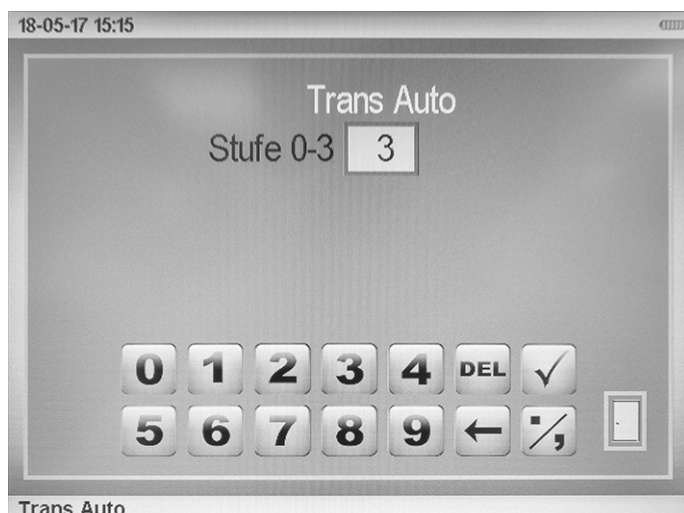 18-05-17 15:15
Trans Auto
Stufe 0-3 3
0 1 2 3 4 DEL ✓
5 6 7 8 9 ← ./,
Trans Auto